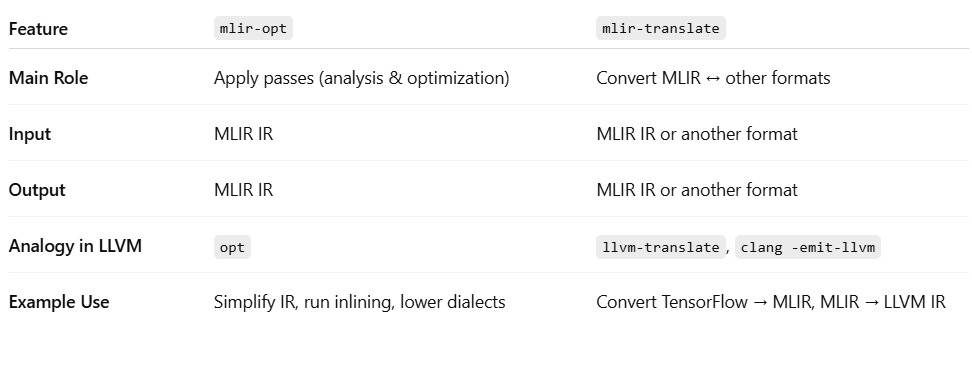 Feature mlir-opt mlir-translate
Main Role Apply passes (analysis & optimization) Convert MLIR ↔ other formats
Input MLIR IR MLIR IR or another format
Output MLIR IR MLIR IR or another format
Analogy in LLVM opt llvm-translate, clang -emit-llvm
Example Use Simplify IR, run inlining, lower dialects Convert TensorFlow → MLIR, MLIR → LLVM IR